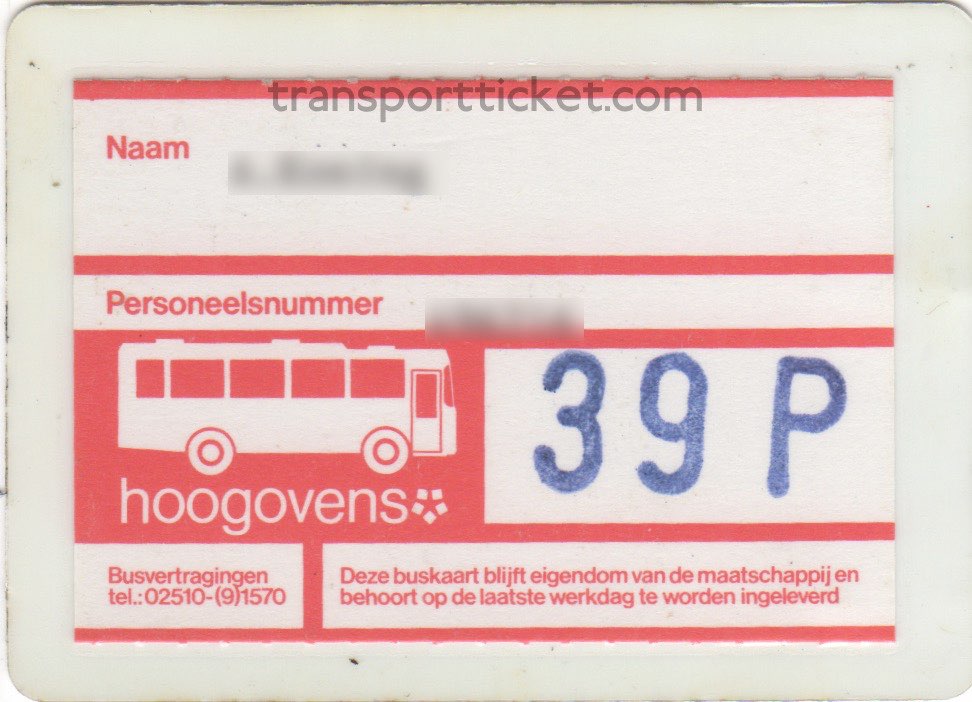 transportticket.com
Naam
Personeelsnummer
39 P
hoogovens
Busvertragingen
tel.: 02510-(9)1570
Deze buskaart blijft eigendom van de maatschappij en
behoort op de laatste werkdag te worden ingeleverd